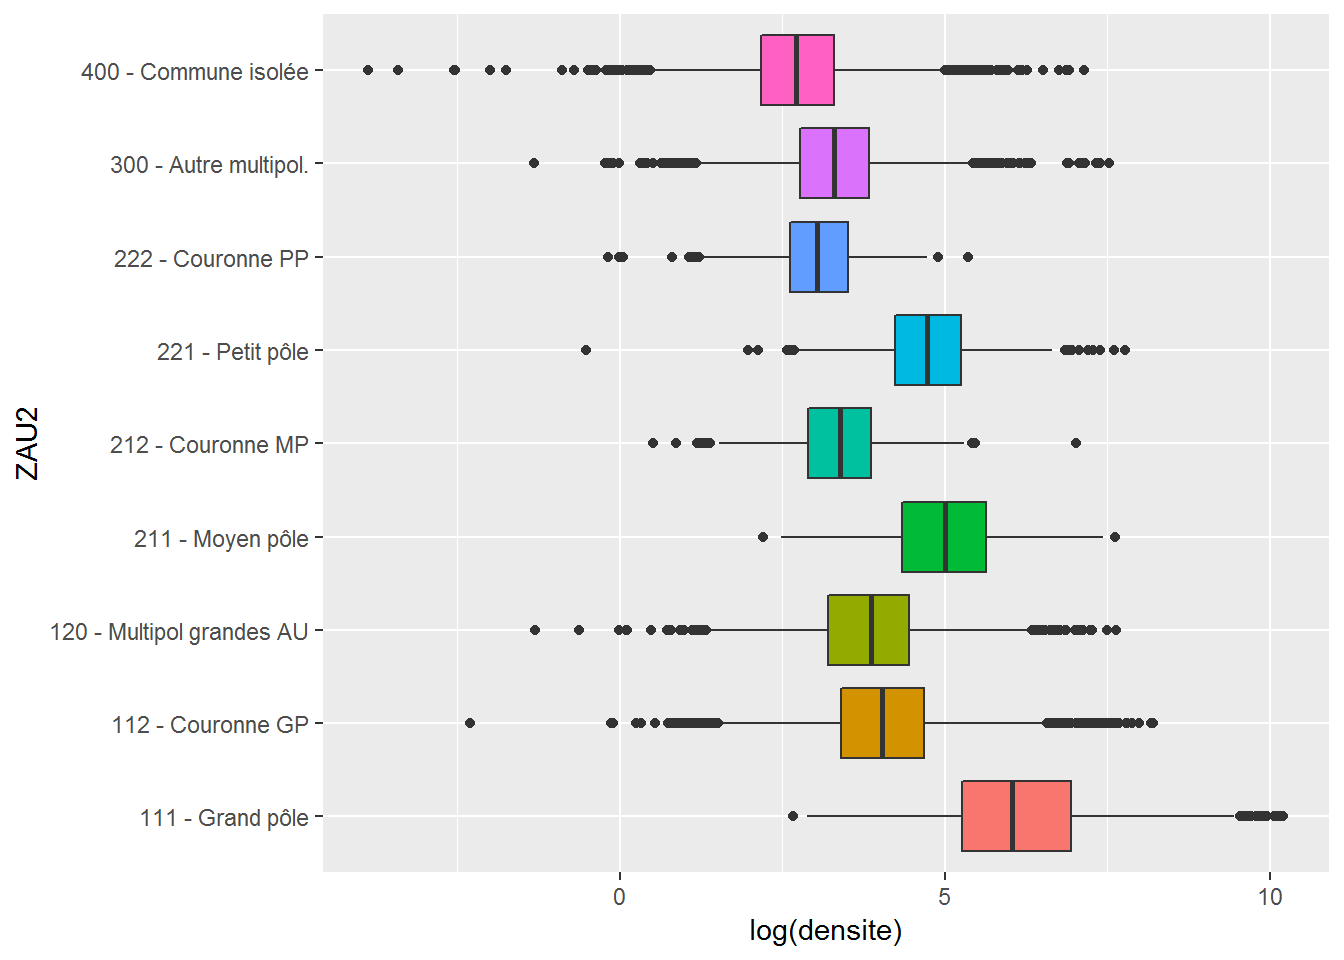 400 - Commune isolée
300 - Autre multipol.
222 - Couronne PP
221 - Petit pôle
212 - Couronne MP
211 - Moyen pôle
120 - Multipol grandes AU
112 - Couronne GP
111 - Grand pôle
ZAU2
0 5 10
log(densite)